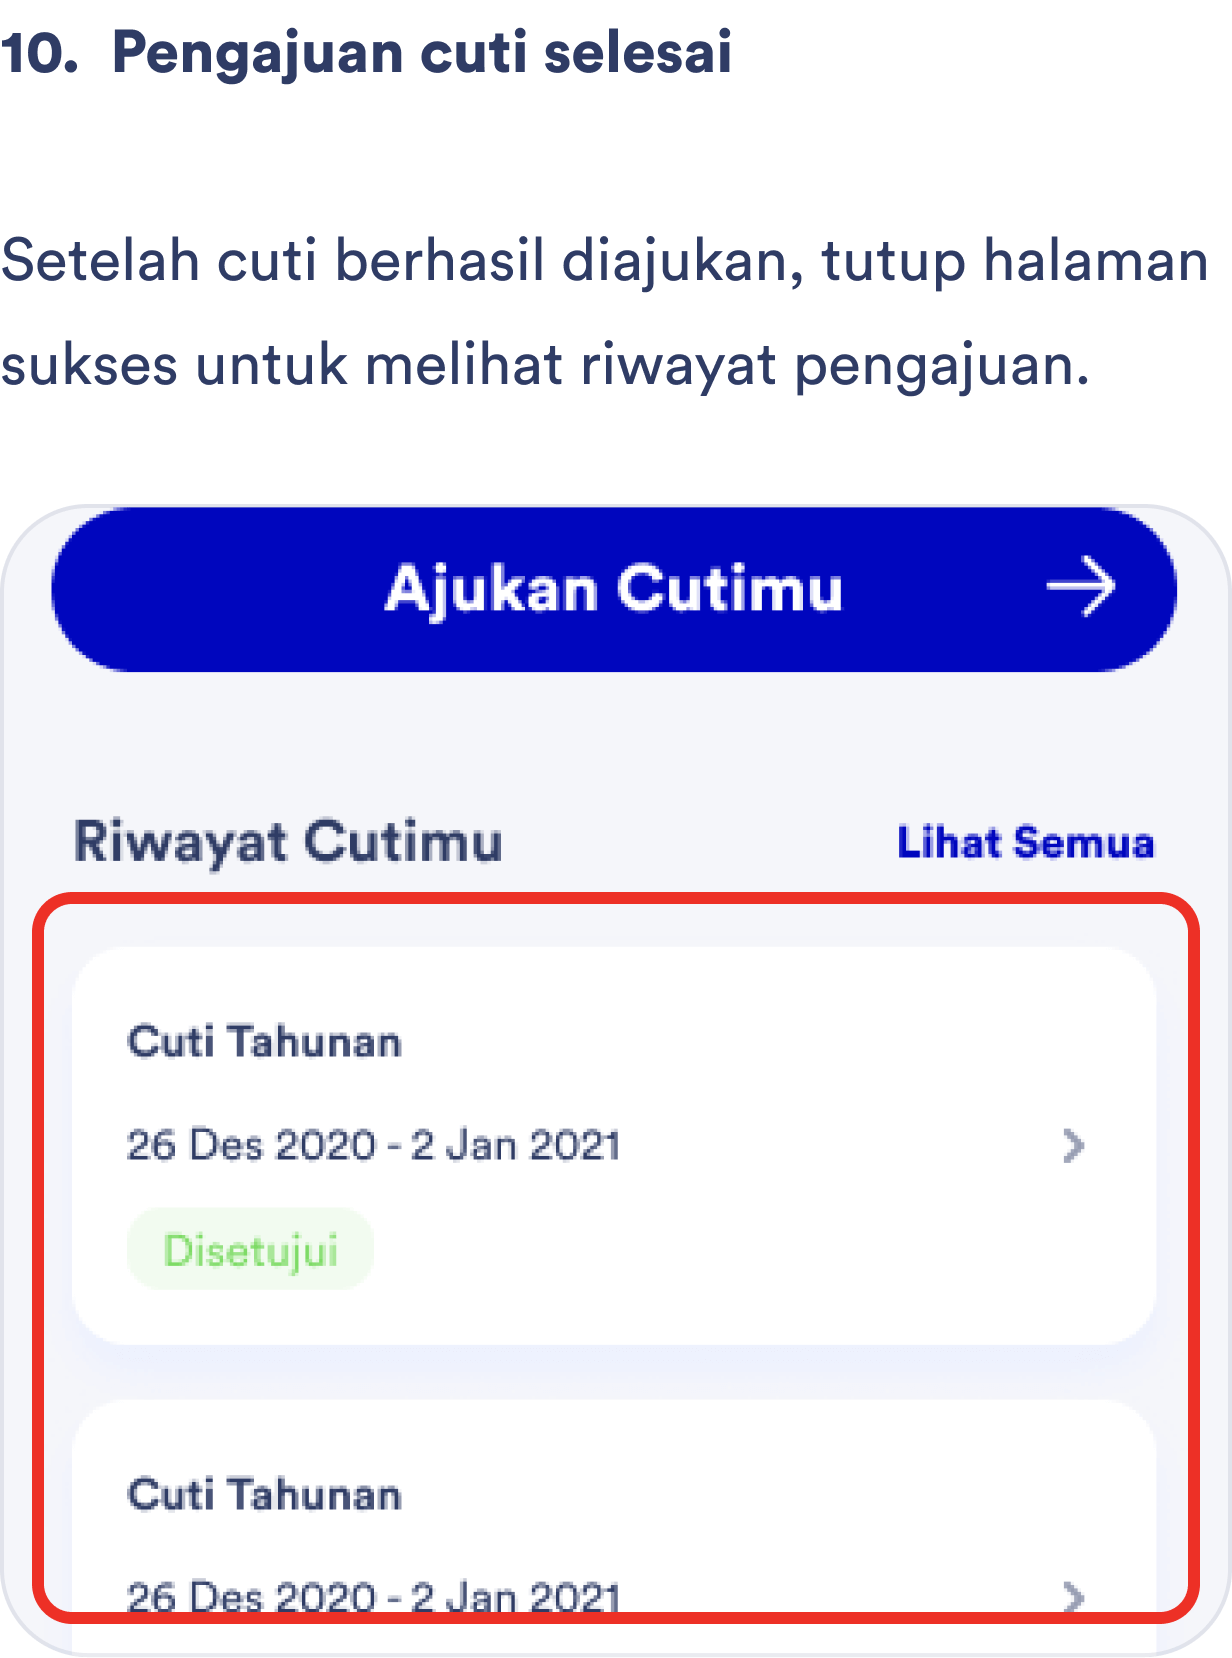 10. Pengajuan cuti selesai
Setelah cuti berhasil diajukan, tutup halaman
sukses untuk melihat riwayat pengajuan.
Ajukan Cutimu
Riwayat Cutimu
Lihat Semua
Cuti Tahunan
26 Des 2020 - 2 Jan 2021
Disetujui
Cuti Tahunan
26 Des 2020 - 2 Jan 2021